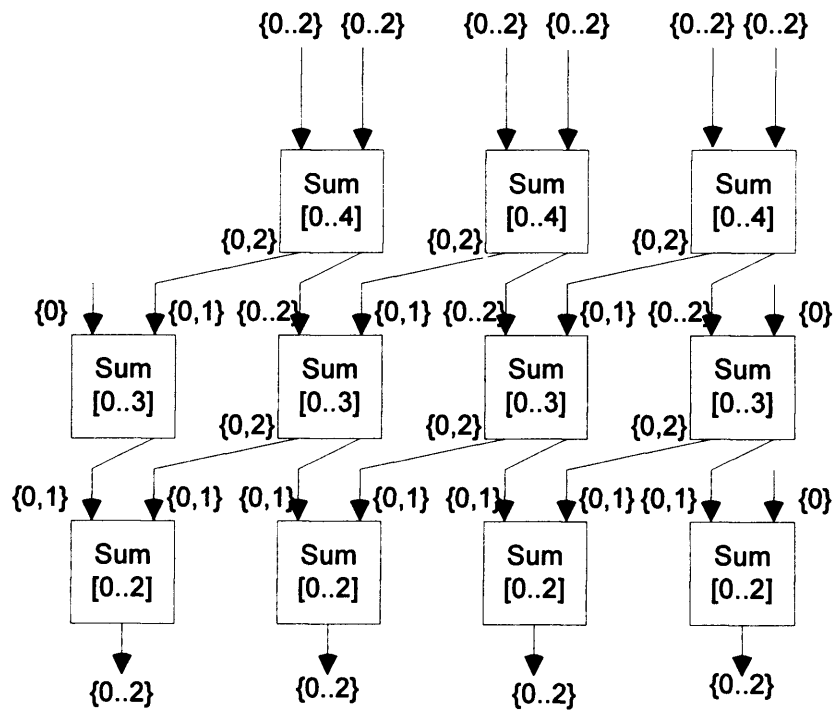 {0..2} {0..2} {0..2} {0..2} {0..2} {0..2}
Sum Sum Sum
[0..4] [0..4] [0..4]
{0,2} {0,2} {0,2}
{0} {0,1} {0..2} {0,1} {0..2} {0,1} {0..2} {0}
Sum Sum Sum Sum
[0..3] [0..3] [0..3] [0..3]
{0,2} {0,2} {0,2}
{0,1} {0,1} {0,1} {0,1} {0,1} {0,1} {0,1} {0}
Sum Sum Sum Sum
[0..2] [0..2] [0..2] [0..2]
{0..2} {0..2} {0..2} {0..2}